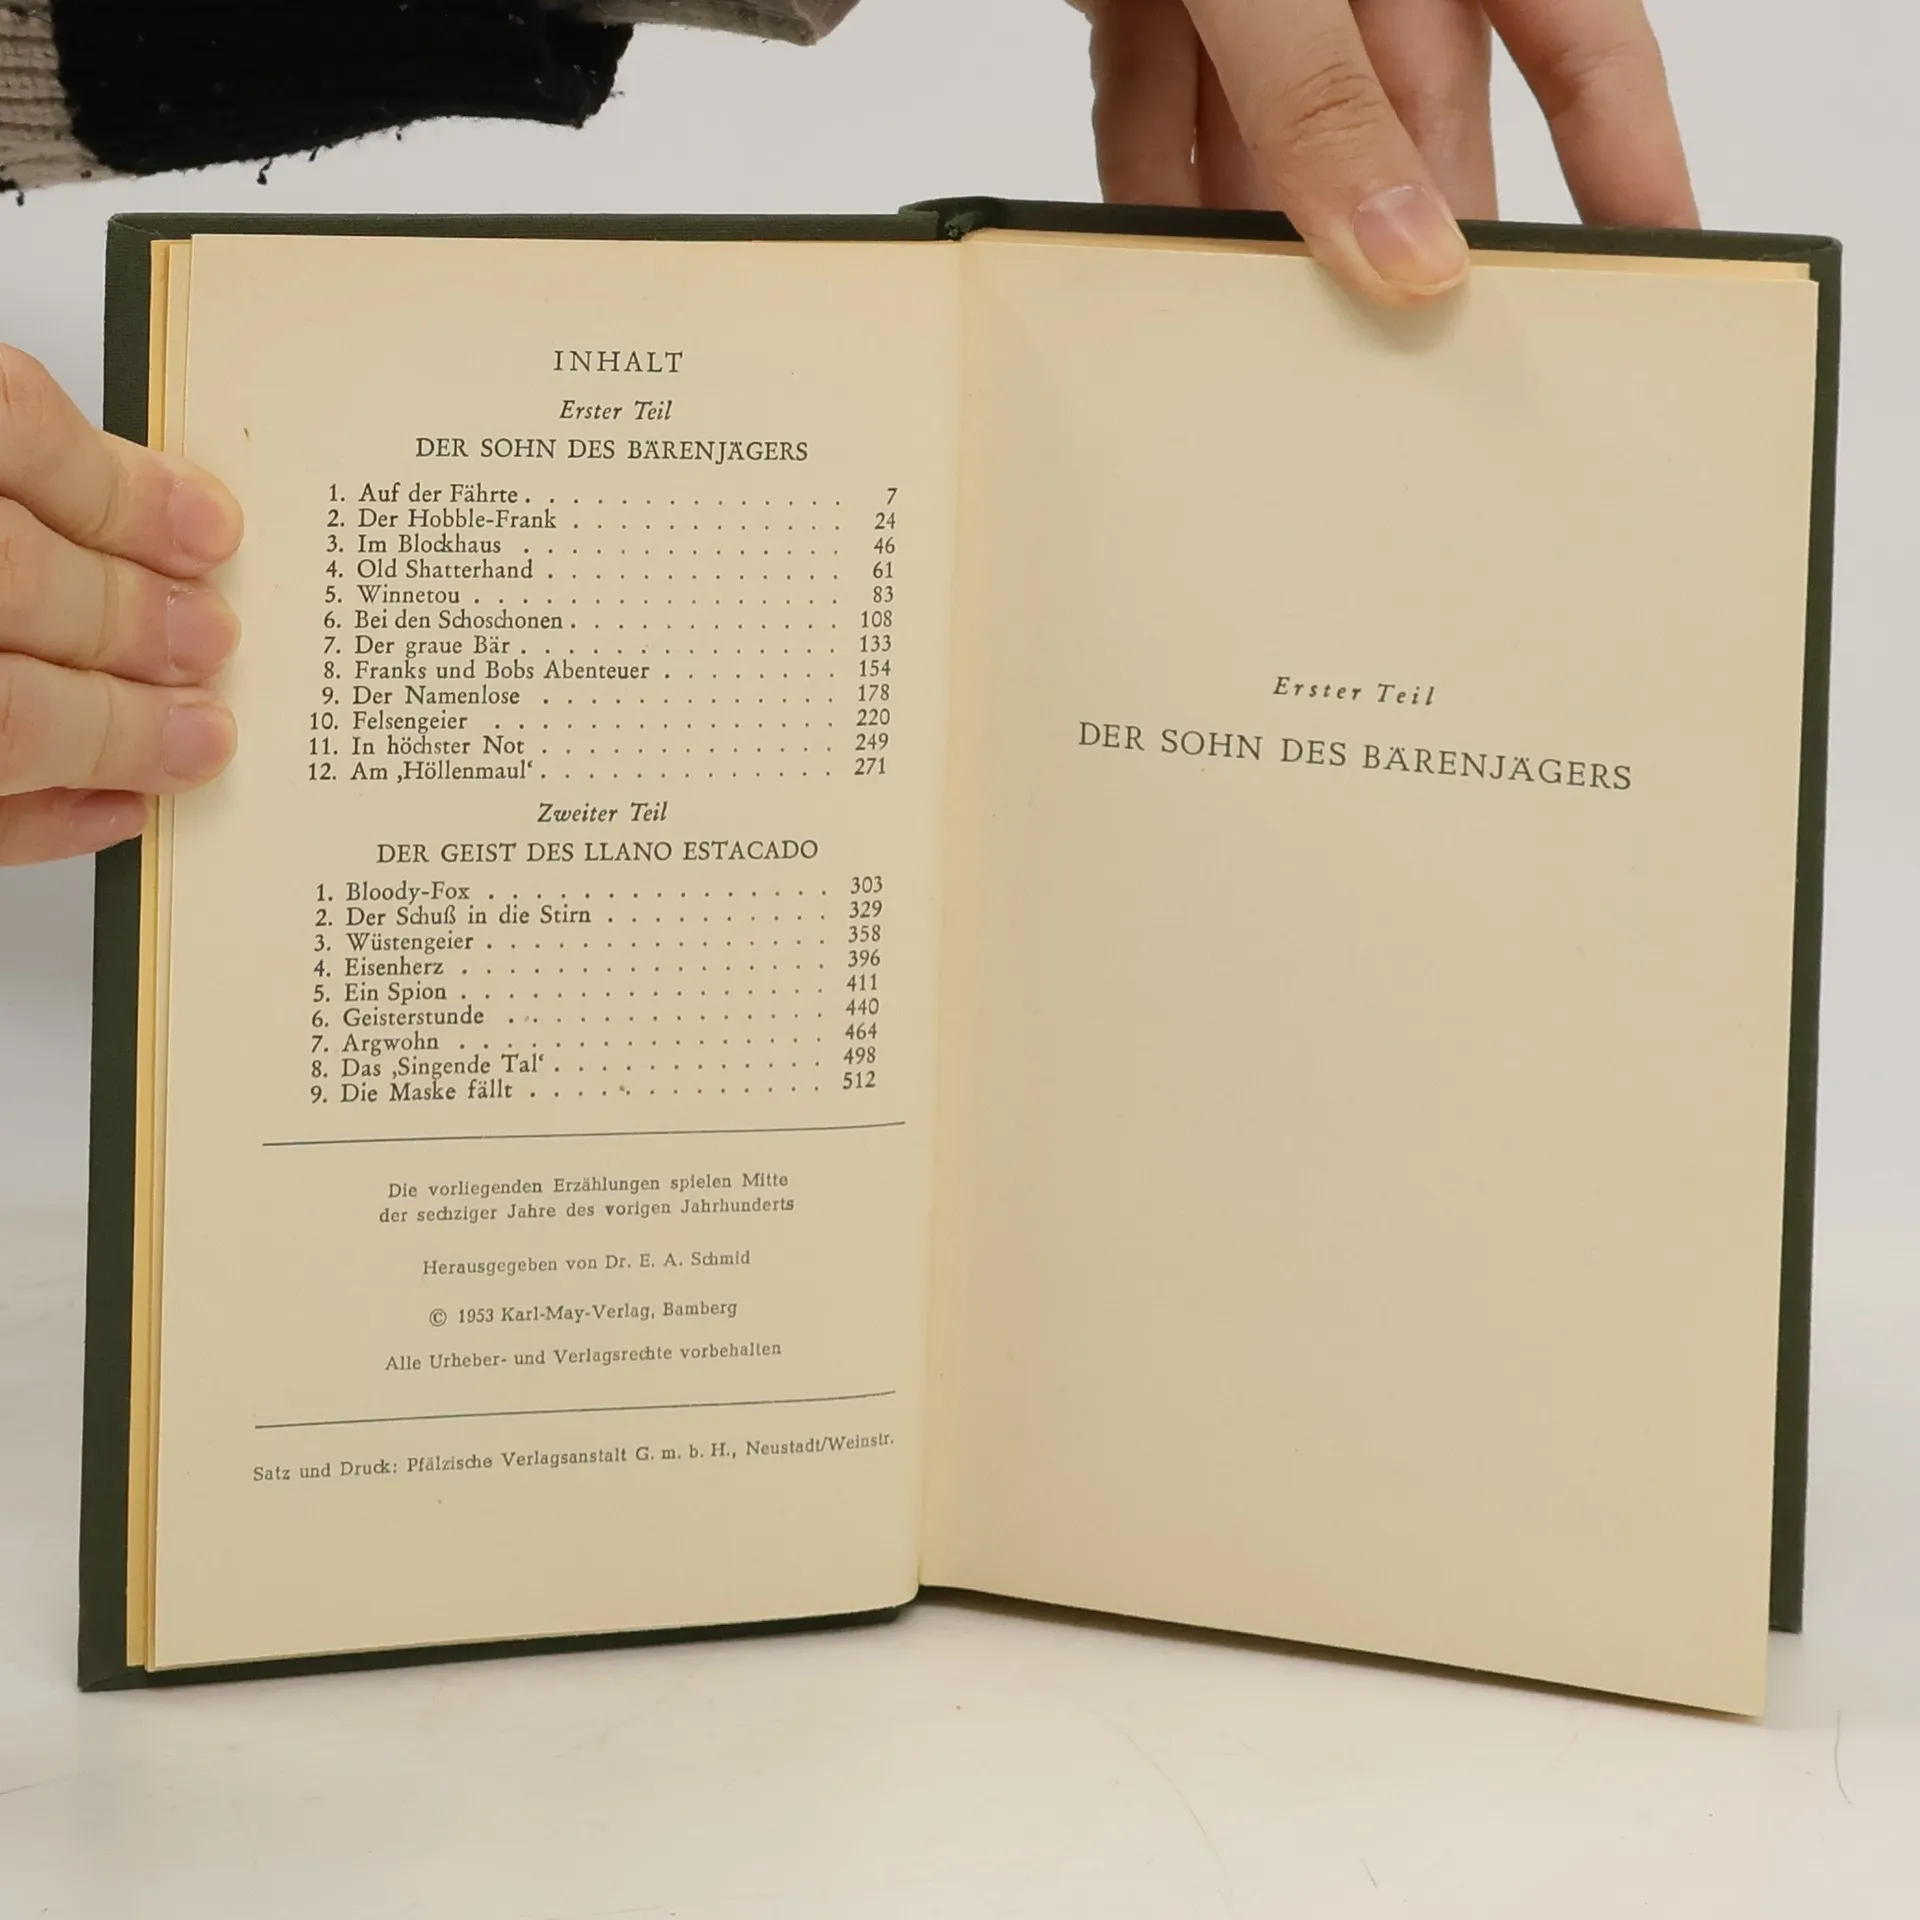 INHALT
Erster Teil
DER SOHN DES BÄRENJÄGERS
1. Auf der Fährte . . . . . . . . . . . . . . 7
2. Der Hobble-Frank . . . . . . . . . . . . 24
3. Im Blockhaus . . . . . . . . . . . . . . 46
4. Old Shatterhand . . . . . . . . . . . . . 61
5. Winnetou . . . . . . . . . . . . . . . . 83
6. Bei den Schoschonen . . . . . . . . . . . . 108
7. Der graue Bär . . . . . . . . . . . . . . 133
8. Franks und Bobs Abenteuer . . . . . . . . 154
9. Der Namenlose . . . . . . . . . . . . . 178
10. Felsengeier . . . . . . . . . . . . . . . 220
11. In höchster Not . . . . . . . . . . . . . 249
12. Am ‚Höllenmaul‘ . . . . . . . . . . . . . 271
Zweiter Teil
DER GEIST DES LLANO ESTACADO
1. Bloody-Fox . . . . . . . . . . . . . . . 303
2. Der Schuß in die Stirn . . . . . . . . . . 329
3. Wüstengeier . . . . . . . . . . . . . . . 358
4. Eisenherz . . . . . . . . . . . . . . . . 396
5. Ein Spion . . . . . . . . . . . . . . . . 411
6. Geisterstunde . . . . . . . . . . . . . . 440
7. Argwohn . . . . . . . . . . . . . . . . 464
8. Das ‚Singende Tal‘ . . . . . . . . . . . . 498
9. Die Maske fällt . . . . . . . . . . . . . 512
Die vorliegenden Erzählungen spielen Mitte
der sechziger Jahre des vorigen Jahrhunderts
Herausgegeben von Dr. E. A. Schmid
© 1953 Karl-May-Verlag, Bamberg
Alle Urheber- und Verlagsrechte vorbehalten
Satz und Druck: Pfälzische Verlagsanstalt G. m. b. H., Neustadt/Weinstr.
Erster Teil
DER SOHN DES BÄRENJÄGERS